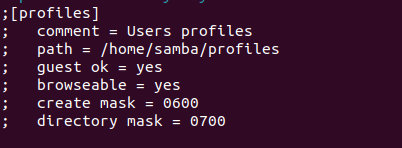 ;[profiles]
;   comment = Users profiles
;   path = /home/samba/profiles
;   guest ok = yes
;   browseable = yes
;   create mask = 0600
;   directory mask = 0700